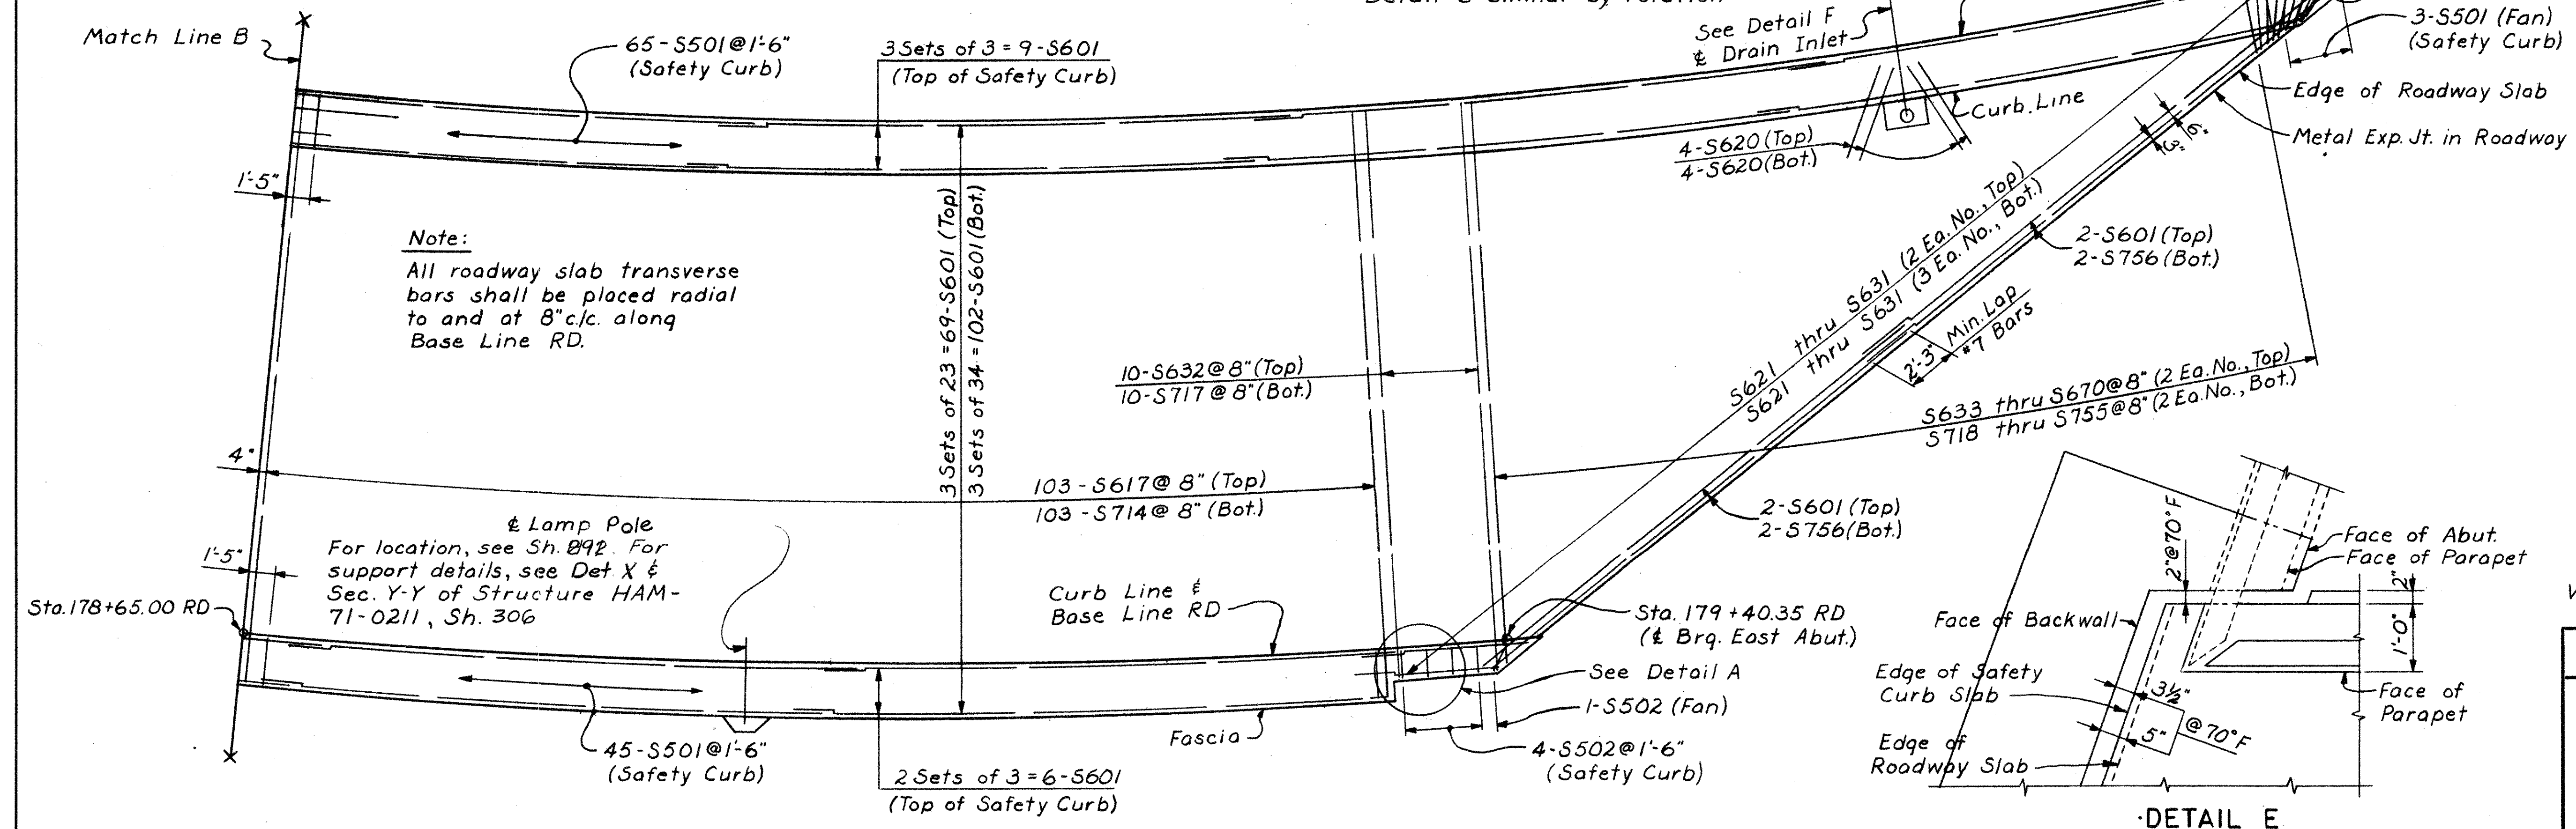 Match Line B
65-S501@1'-6"
(Safety Curb)
3 Sets of 3 = 9-S601
(Top of Safety Curb)
See Detail F
℄ Drain Inlet
3-S501 (Fan)
(Safety Curb)
Edge of Roadway Slab
Metal Exp. Jt. in Roadway
Curb Line
4-S620 (Top)
4-S620 (Bot.)
6"
3"
1'-5"
Note:
All roadway slab transverse
bars shall be placed radial
to and at 8" c./c. along
Base Line RD.
3 Sets of 23 = 69-S601 (Top)
3 Sets of 34 = 102-S601 (Bot.)
S621 thru S631 (2 Ea. No., Top)
S621 thru S631 (3 Ea. No., Bot.)
2-S601 (Top)
2-S756 (Bot.)
2'-3" Min. Lap
#7 Bars
10-S632 @ 8" (Top)
10-S717 @ 8" (Bot.)
S633 thru S670@8" (2 Ea. No., Top)
S718 thru S755@8" (2 Ea. No., Bot.)
4"
103-S617@ 8" (Top)
103-S714@ 8" (Bot.)
2-S601 (Top)
2-S756 (Bot.)
℄ Lamp Pole
For location, see Sh. 892. For
support details, see Det. X &
Sec. Y-Y of Structure HAM-
71-0211, Sh. 306
1'-5"
Sta. 178+65.00 RD
Curb Line &
Base Line RD
Sta. 179+40.35 RD
(℄ Brg. East Abut.)
See Detail A
1-S502 (Fan)
4-S502@1'-6"
(Safety Curb)
Fascia
45-S501@1'-6"
(Safety Curb)
2 Sets of 3 = 6-S601
(Top of Safety Curb)
2"@70°F
Face of Abut.
Face of Parapet
2"
1'-0"
Face of Backwall
Edge of Safety
Curb Slab
3½"
5"
@70°F
Face of
Parapet
Edge of
Roadway Slab
DETAIL E